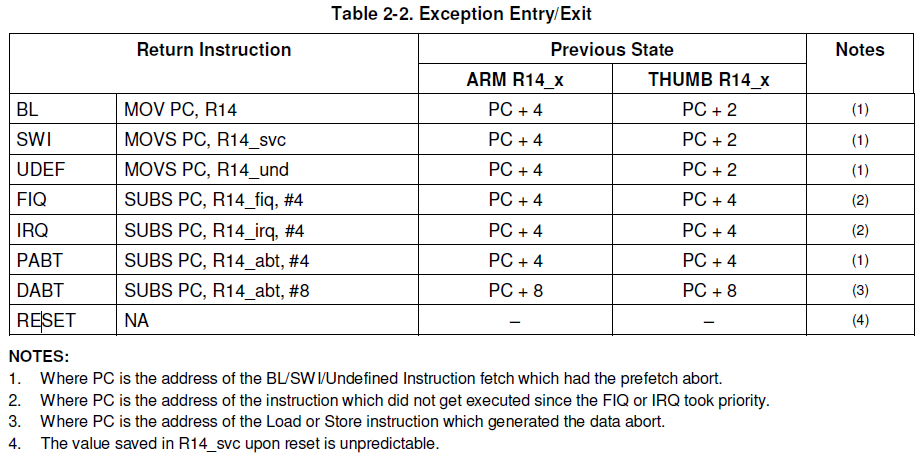 Table 2-2. Exception Entry/Exit
Return Instruction Previous State Notes
ARM R14_x THUMB R14_x
BL MOV PC, R14 PC + 4 PC + 2 (1)
SWI MOVS PC, R14_svc PC + 4 PC + 2 (1)
UDEF MOVS PC, R14_und PC + 4 PC + 2 (1)
FIQ SUBS PC, R14_fiq, #4 PC + 4 PC + 4 (2)
IRQ SUBS PC, R14_irq, #4 PC + 4 PC + 4 (2)
PABT SUBS PC, R14_abt, #4 PC + 4 PC + 4 (1)
DABT SUBS PC, R14_abt, #8 PC + 8 PC + 8 (3)
RESET NA – – (4)
NOTES:
1. Where PC is the address of the BL/SWI/Undefined Instruction fetch which had the prefetch abort.
2. Where PC is the address of the instruction which did not get executed since the FIQ or IRQ took priority.
3. Where PC is the address of the Load or Store instruction which generated the data abort.
4. The value saved in R14_svc upon reset is unpredictable.